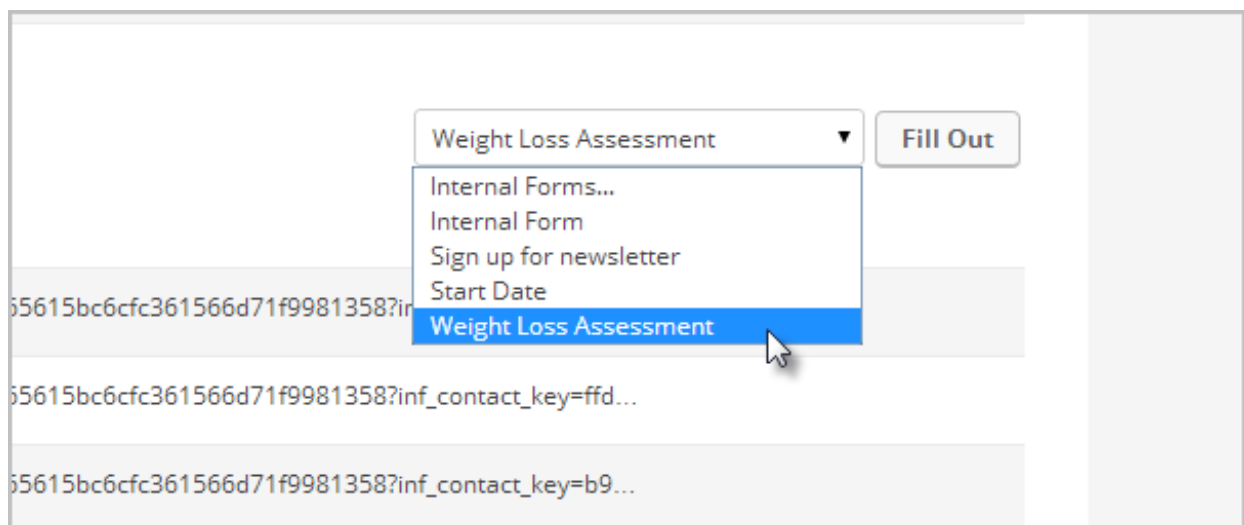 Weight Loss Assessment
Fill Out
Internal Forms...
Internal Form
Sign up for newsletter
Start Date
Weight Loss Assessment
55615bc6cfc361566d71f9981358?in
55615bc6cfc361566d71f9981358?inf_contact_key=ffd...
55615bc6cfc361566d71f9981358?inf_contact_key=b9...